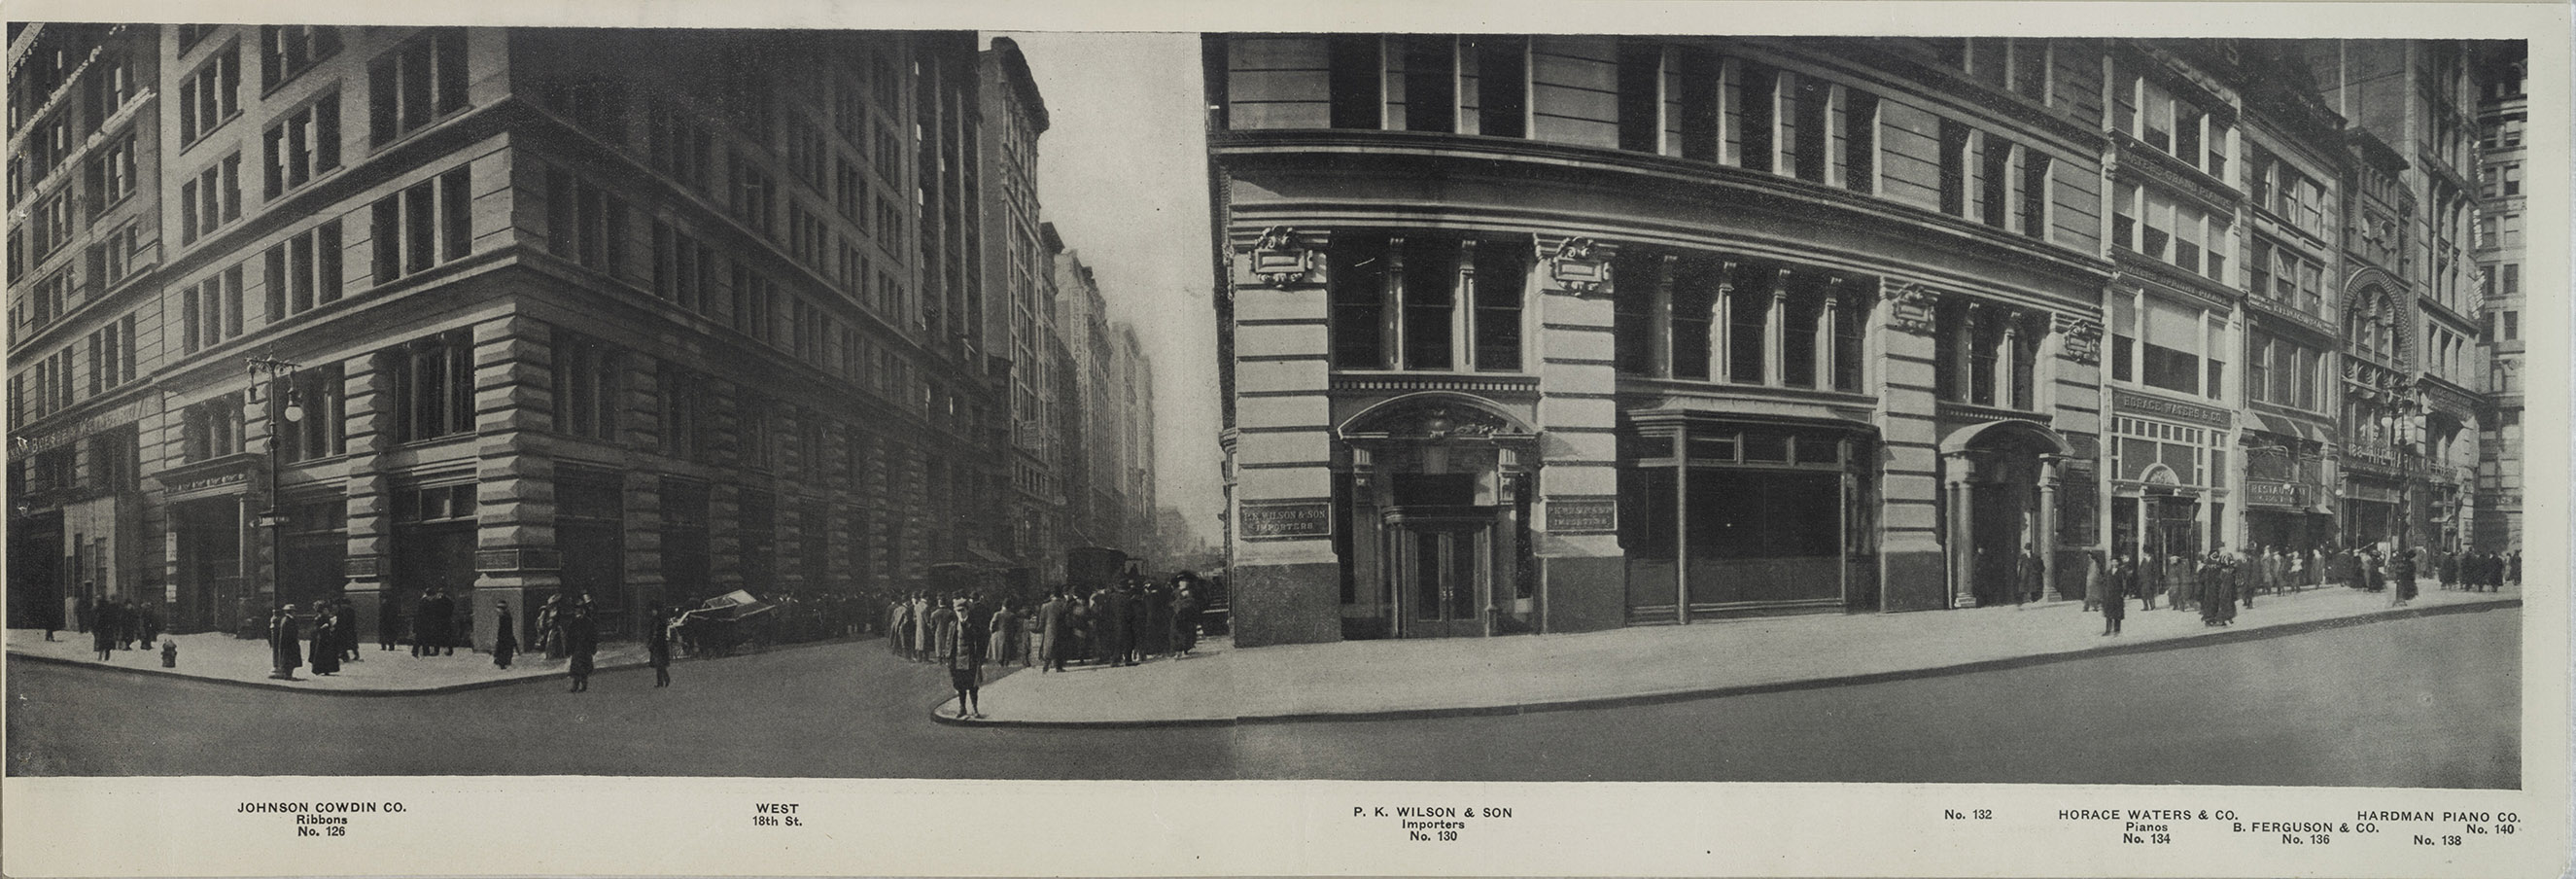 P. K. WILSON & SON
IMPORTERS
IMPORTERS
HORACE WATERS & CO.
RESTAURANT
JOHNSON COWDIN CO.
Ribbons
No. 126
WEST
18th St.
P. K. WILSON & SON
Importers
No. 130
No. 132
HORACE WATERS & CO.
Pianos
No. 134
B. FERGUSON & CO.
No. 136
HARDMAN PIANO CO.
No. 140
No. 138